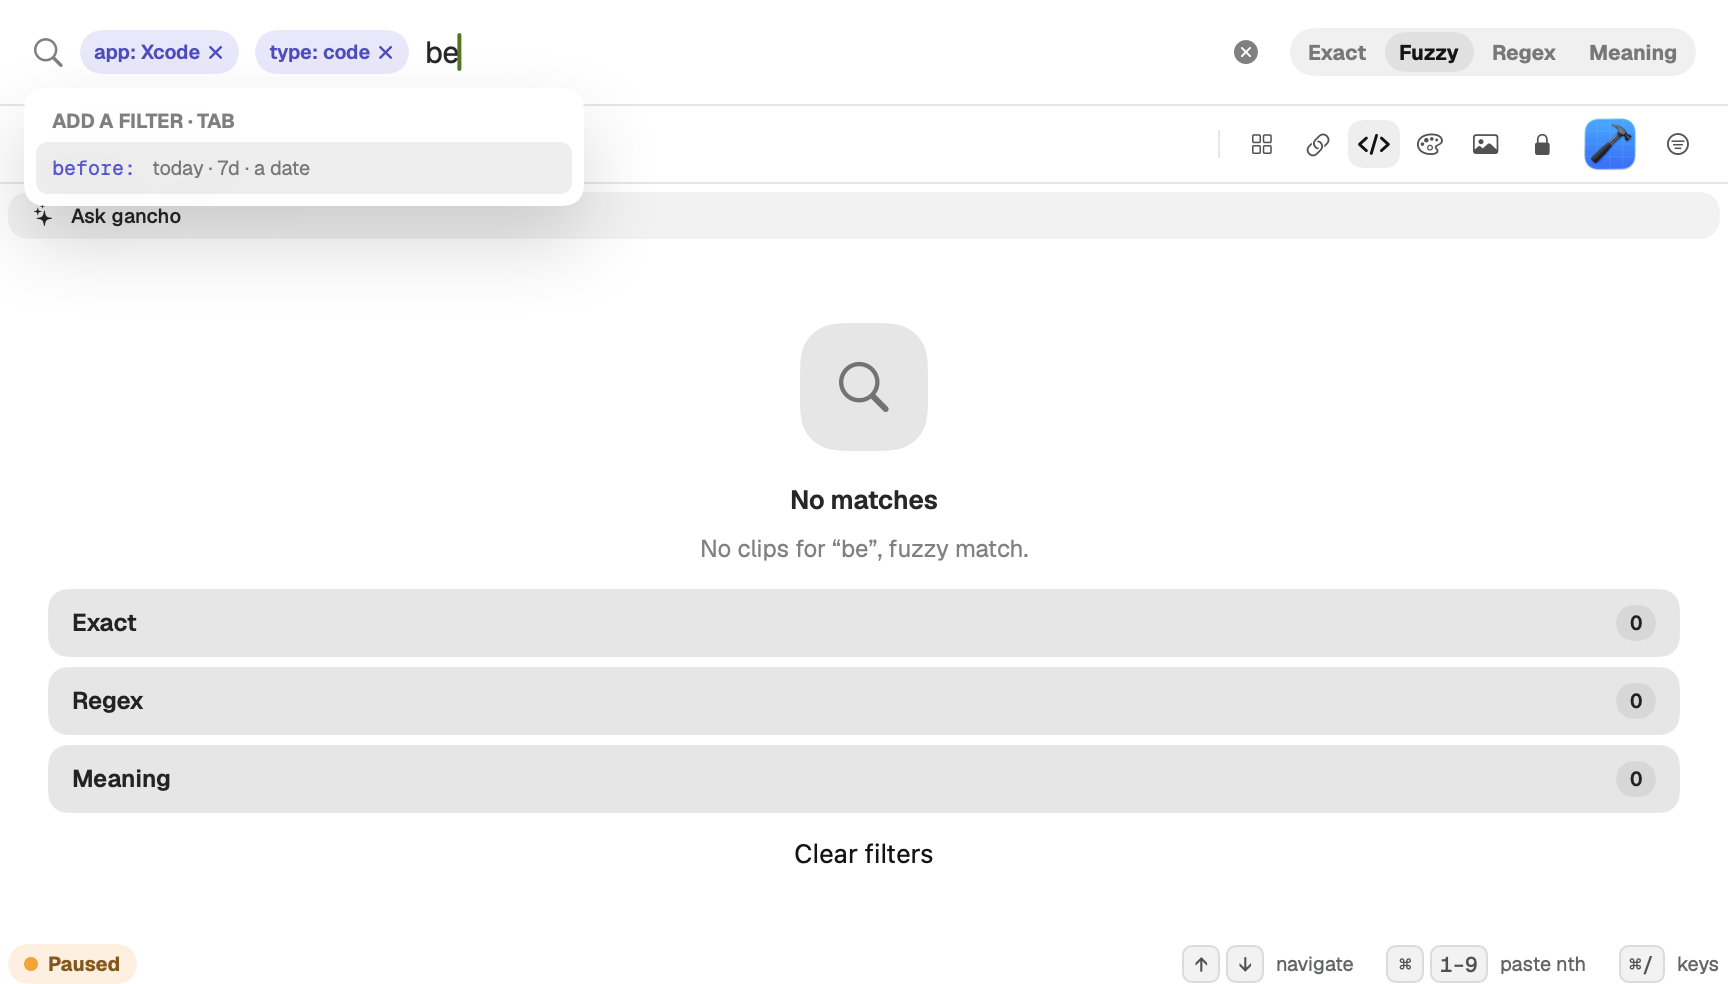 app: Xcode ✕ type: code ✕ be Exact Fuzzy Regex Meaning
ADD A FILTER · TAB
before: today · 7d · a date
Ask gancho
No matches
No clips for “be”, fuzzy match.
Exact 0
Regex 0
Meaning 0
Clear filters
Paused ↑ ↓ navigate ⌘ 1–9 paste nth ⌘/ keys